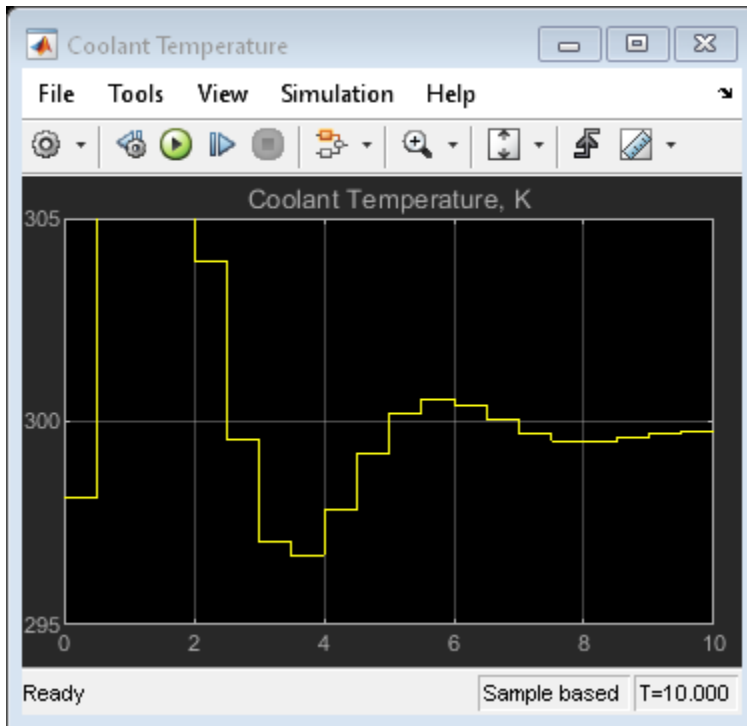 Coolant Temperature
File Tools View Simulation Help
Coolant Temperature, K
305
300
295
0 2 4 6 8 10
Ready Sample based T=10.000